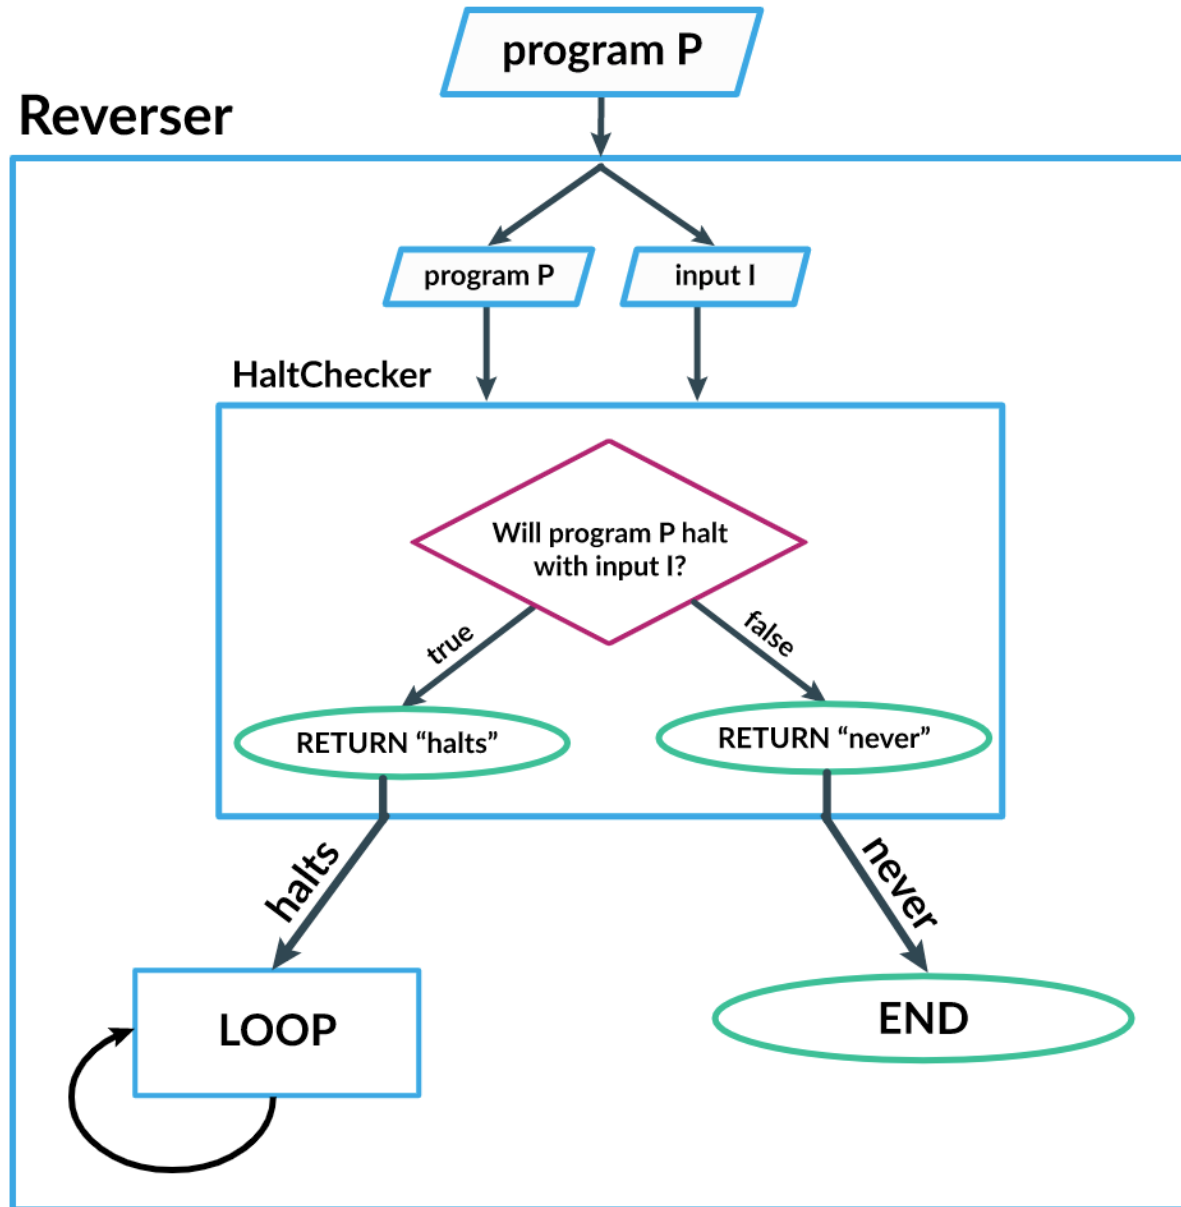 program P
Reverser
program P
input I
HaltChecker
Will program P halt
with input I?
true
false
RETURN “halts”
RETURN “never”
halts
never
LOOP
END